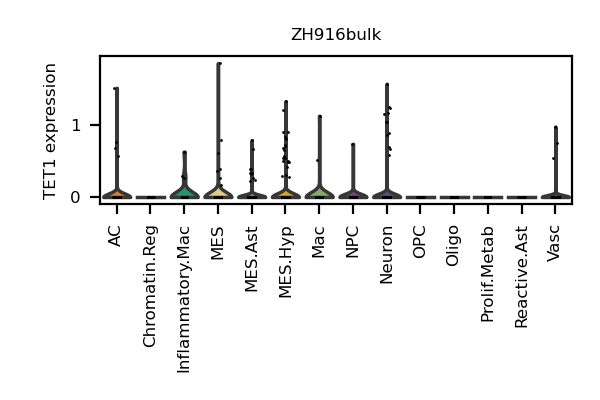 ZH916bulk
TET1 expression
1
0
AC
Chromatin.Reg
Inflammatory.Mac
MES
MES.Ast
MES.Hyp
Mac
NPC
Neuron
OPC
Oligo
Prolif.Metab
Reactive.Ast
Vasc